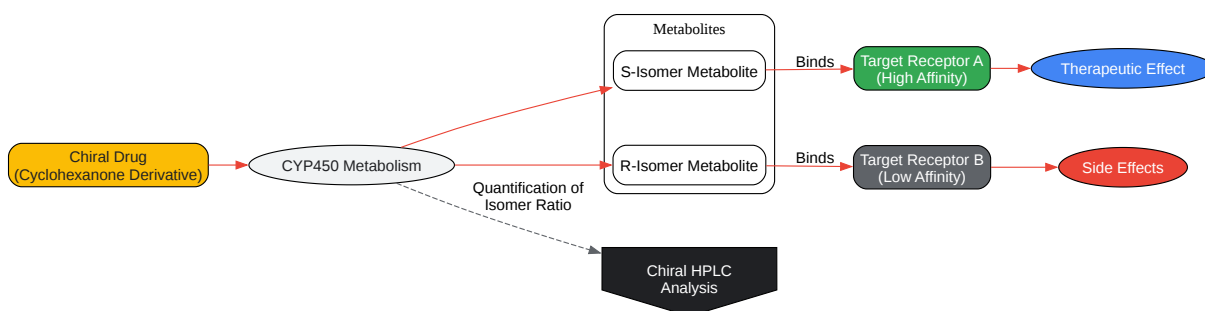 Metabolites
S-Isomer Metabolite
Binds
Target Receptor A
(High Affinity)
Therapeutic Effect
Chiral Drug
(Cyclohexanone Derivative)
CYP450 Metabolism
R-Isomer Metabolite
Binds
Target Receptor B
(Low Affinity)
Side Effects
Quantification of
Isomer Ratio
Chiral HPLC
Analysis